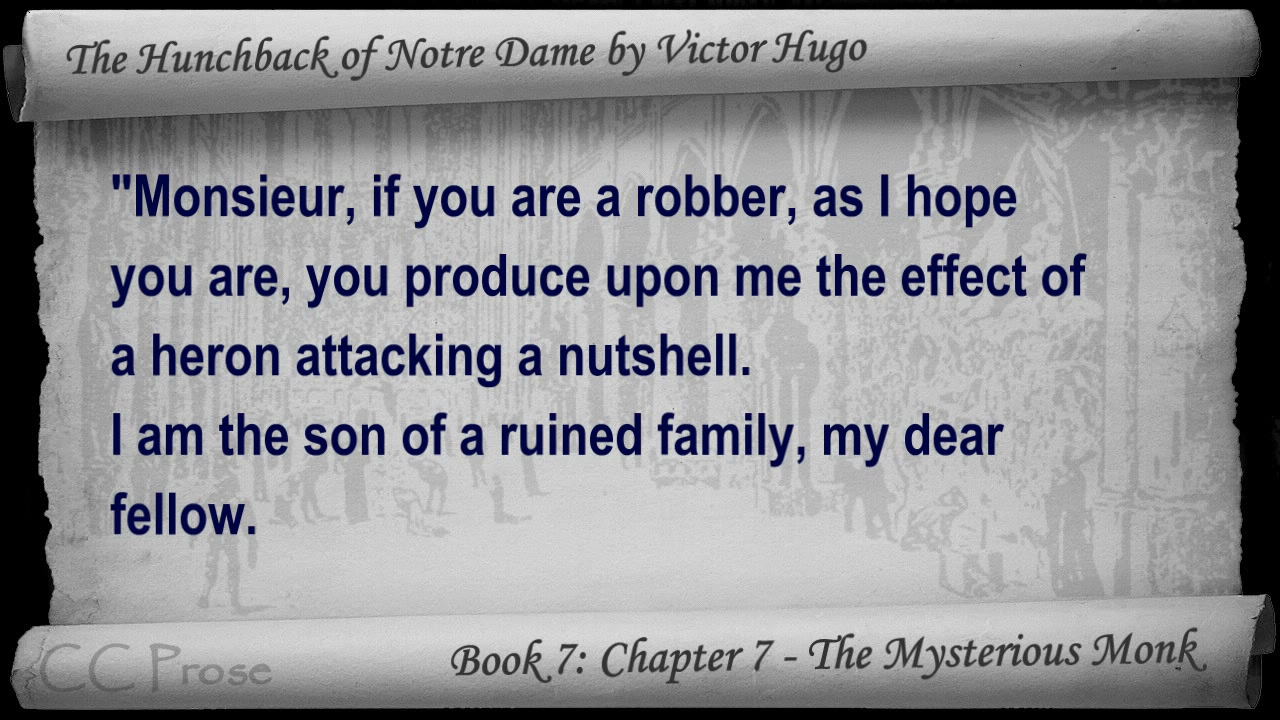 The Hunchback of Notre Dame by Victor Hugo
"Monsieur, if you are a robber, as I hope
you are, you produce upon me the effect of
a heron attacking a nutshell.
I am the son of a ruined family, my dear
fellow.
CC Prose
Book 7: Chapter 7 - The Mysterious Monk